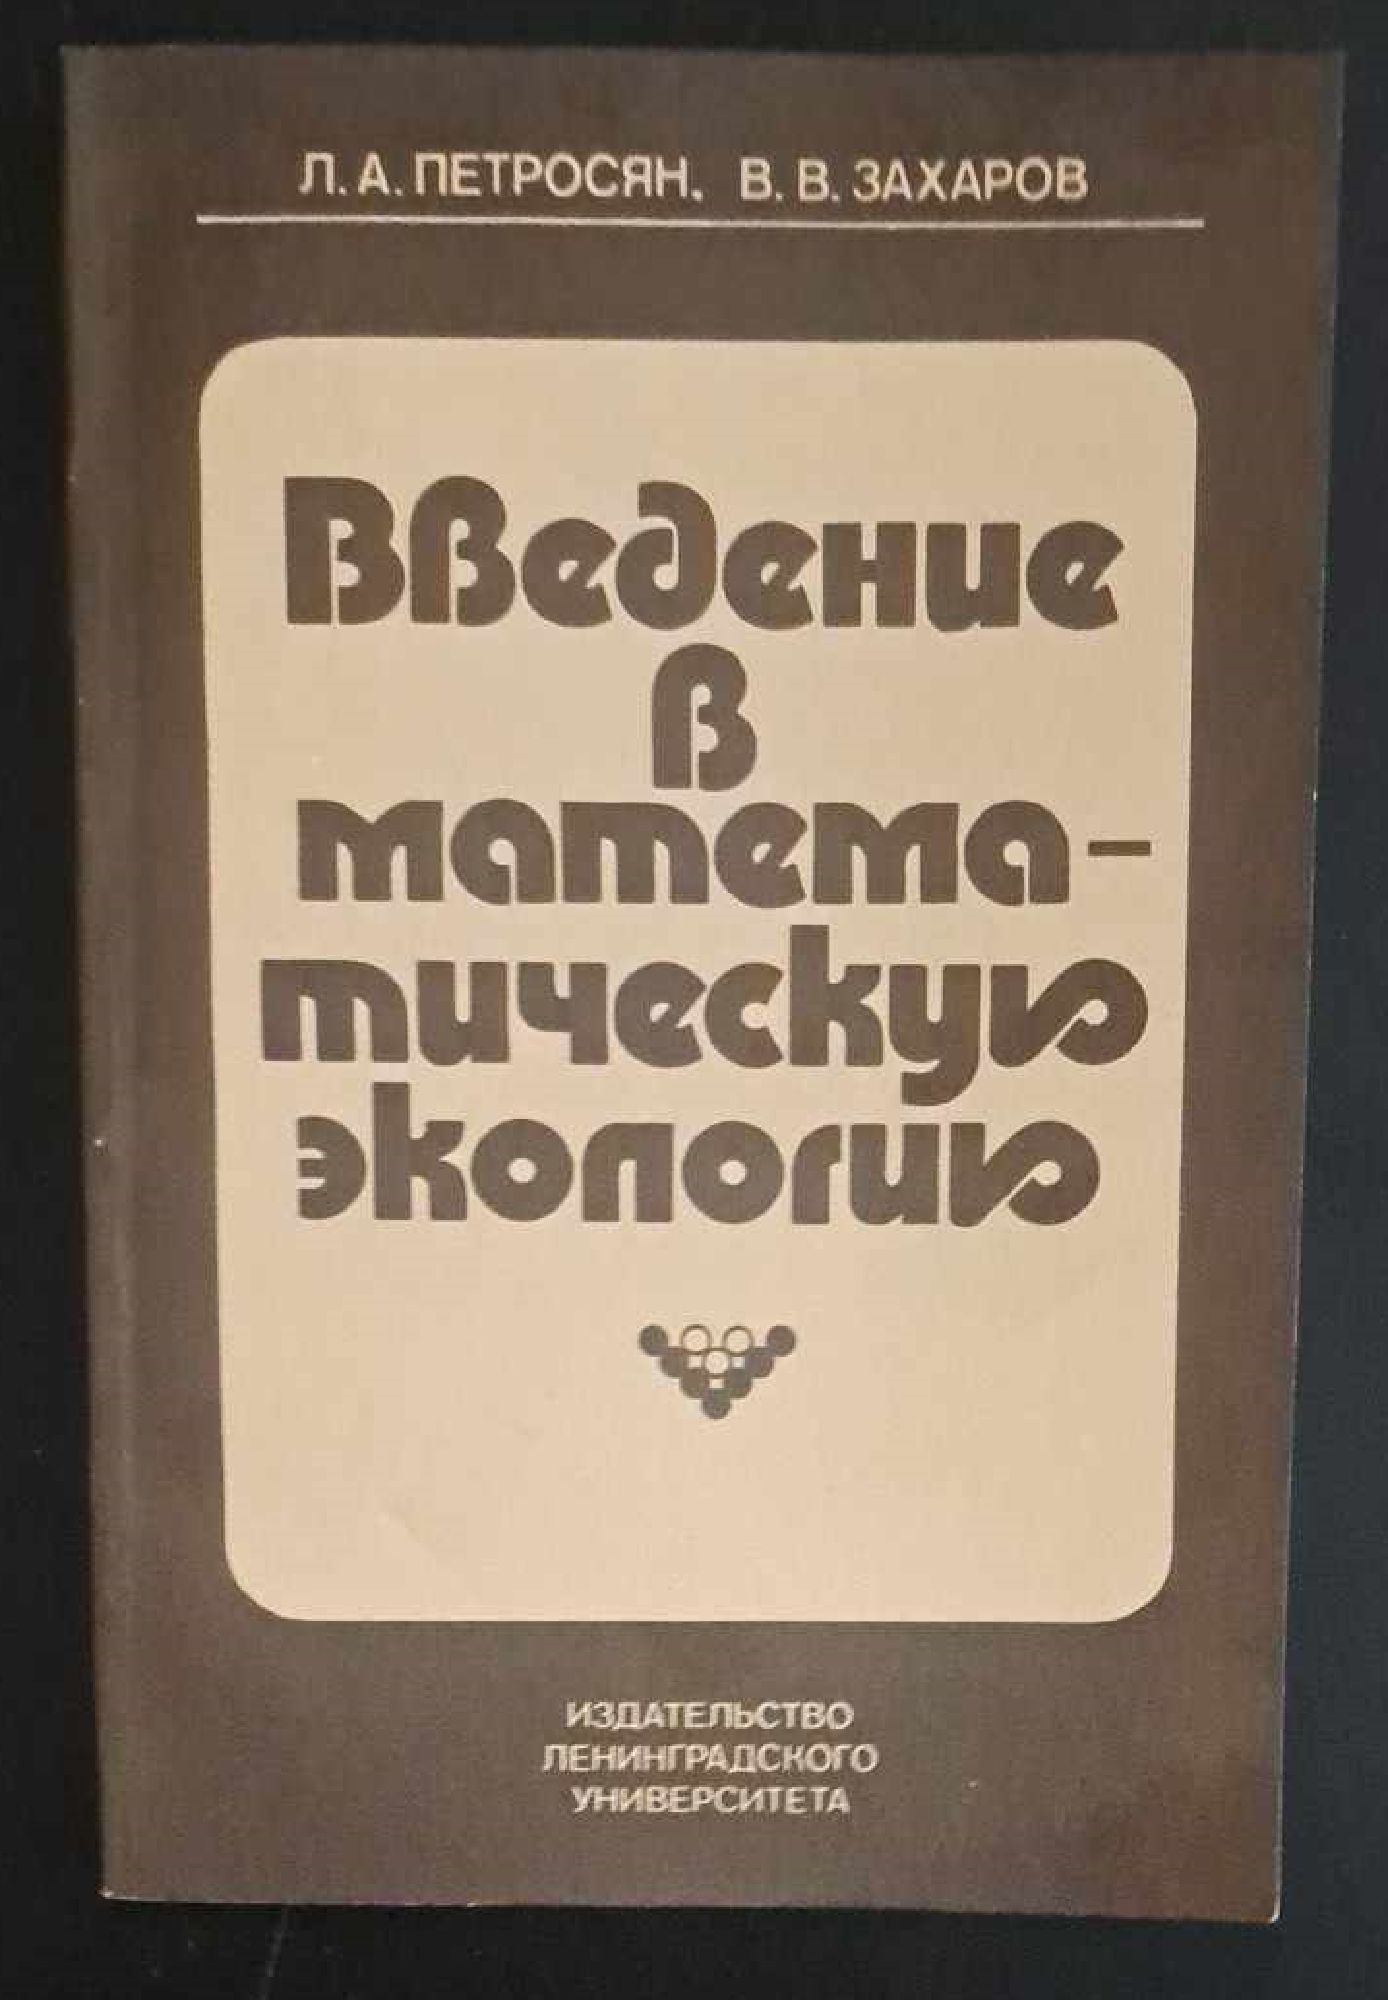 Л. А. ПЕТРОСЯН, В. В. ЗАХАРОВ
Введение
в
матема-
тическую
экологию
ИЗДАТЕЛЬСТВО
ЛЕНИНГРАДСКОГО
УНИВЕРСИТЕТА